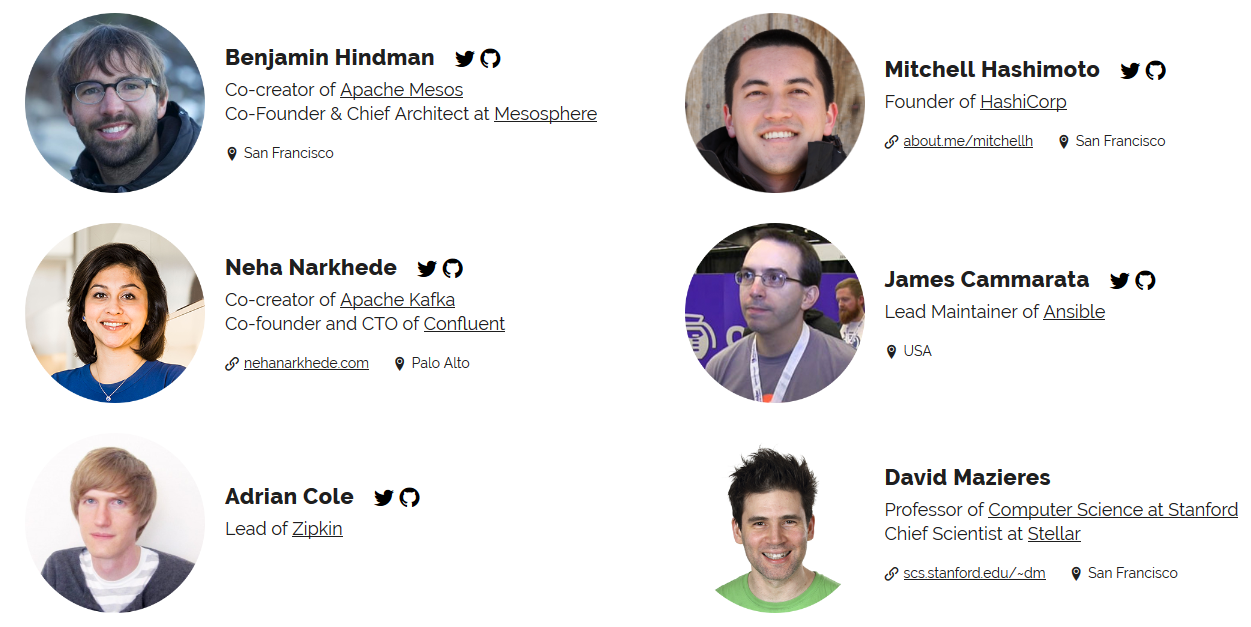 Benjamin Hindman
Co-creator of Apache Mesos
Co-Founder & Chief Architect at Mesosphere
San Francisco
Mitchell Hashimoto
Founder of HashiCorp
about.me/mitchellh San Francisco
Neha Narkhede
Co-creator of Apache Kafka
Co-founder and CTO of Confluent
nehanarkhede.com Palo Alto
James Cammarata
Lead Maintainer of Ansible
USA
Adrian Cole
Lead of Zipkin
David Mazieres
Professor of Computer Science at Stanford
Chief Scientist at Stellar
scs.stanford.edu/~dm San Francisco